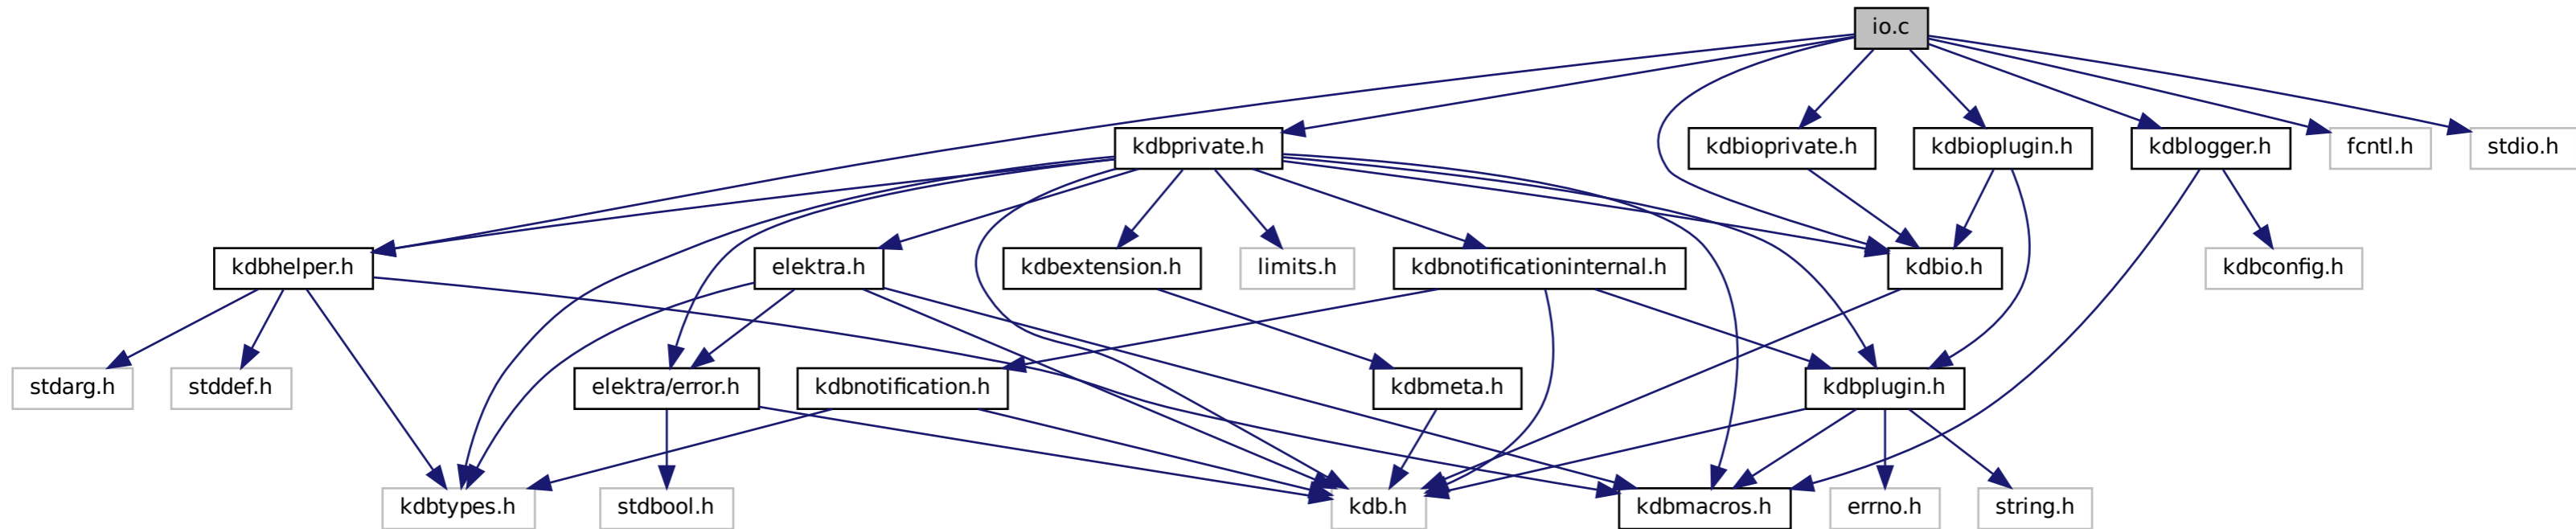 io.c
kdbprivate.h
kdbioprivate.h
kdbioplugin.h
kdblogger.h
fcntl.h
stdio.h
kdbhelper.h
elektra.h
kdbextension.h
limits.h
kdbnotificationinternal.h
kdbio.h
kdbconfig.h
stdarg.h
stddef.h
elektra/error.h
kdbnotification.h
kdbmeta.h
kdbplugin.h
kdbtypes.h
stdbool.h
kdb.h
kdbmacros.h
errno.h
string.h